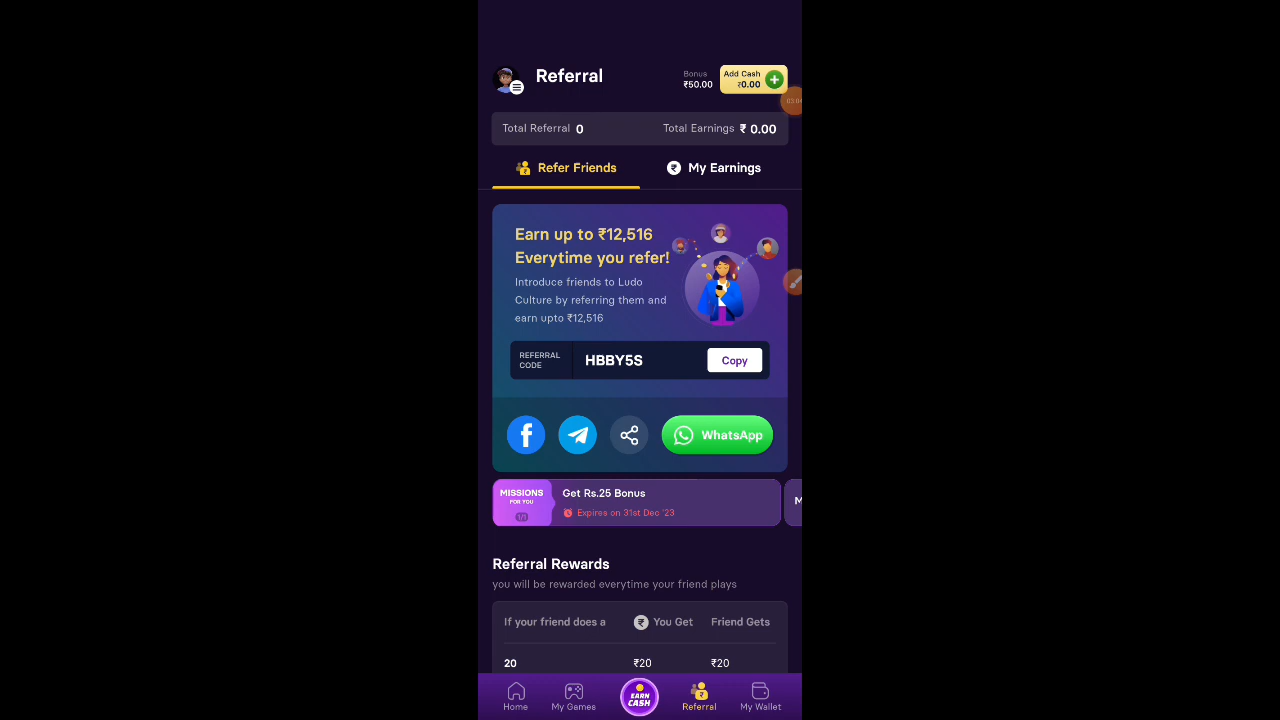 Referral
Bonus
₹50.00
Add Cash
₹0.00
Total Referral 0
Total Earnings ₹ 0.00
Refer Friends
My Earnings
Earn up to ₹12,516
Everytime you refer!
Introduce friends to Ludo
Culture by referring them and
earn upto ₹12,516
REFERRAL
CODE
HBBY5S
Copy
WhatsApp
MISSIONS
FOR YOU
1/1
Get Rs.25 Bonus
Expires on 31st Dec '23
M
Referral Rewards
you will be rewarded everytime your friend plays
If your friend does a
You Get
Friend Gets
20
₹20
₹20
EARN
CASH
Home
My Games
Referral
My Wallet